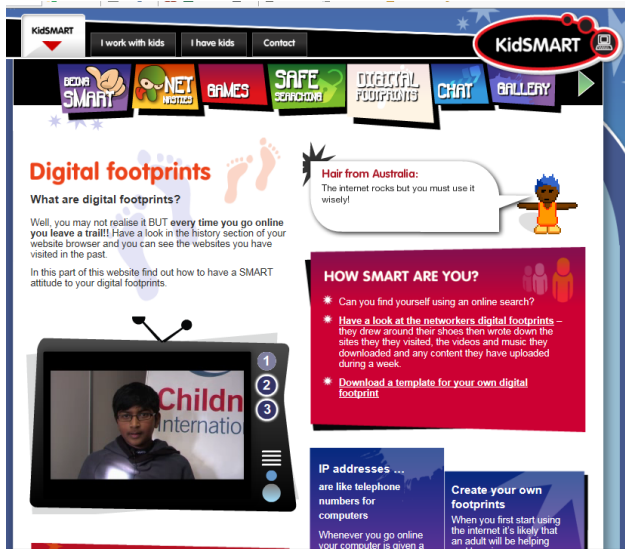 KidSMART
I work with kids
I have kids
Contact
KidSMART
BEING
SMART
NET
NASTIES
GAMES
SAFE
SEARCHING
DIGITAL
FOOTPRINTS
CHAT
GALLERY
Digital footprints
What are digital footprints?
Well, you may not realise it BUT every time you go online
you leave a trail!! Have a look in the history section of your
website browser and you can see the websites you have
visited in the past.
In this part of this website find out how to have a SMART
attitude to your digital footprints.
1
2
3
Childn
Internatio
Hair from Australia:
The internet rocks but you must use it
wisely!
HOW SMART ARE YOU?
Can you find yourself using an online search?
Have a look at the networkers digital footprints –
they drew around their shoes then wrote down the
sites they they visited, the videos and music they
downloaded and any content they have uploaded
during a week.
Download a template for your own digital
footprint
IP addresses ...
are like telephone
numbers for
computers
Whenever you go online
your computer is given a
Create your own
footprints
When you first start using
the internet it's likely that
an adult will be helping